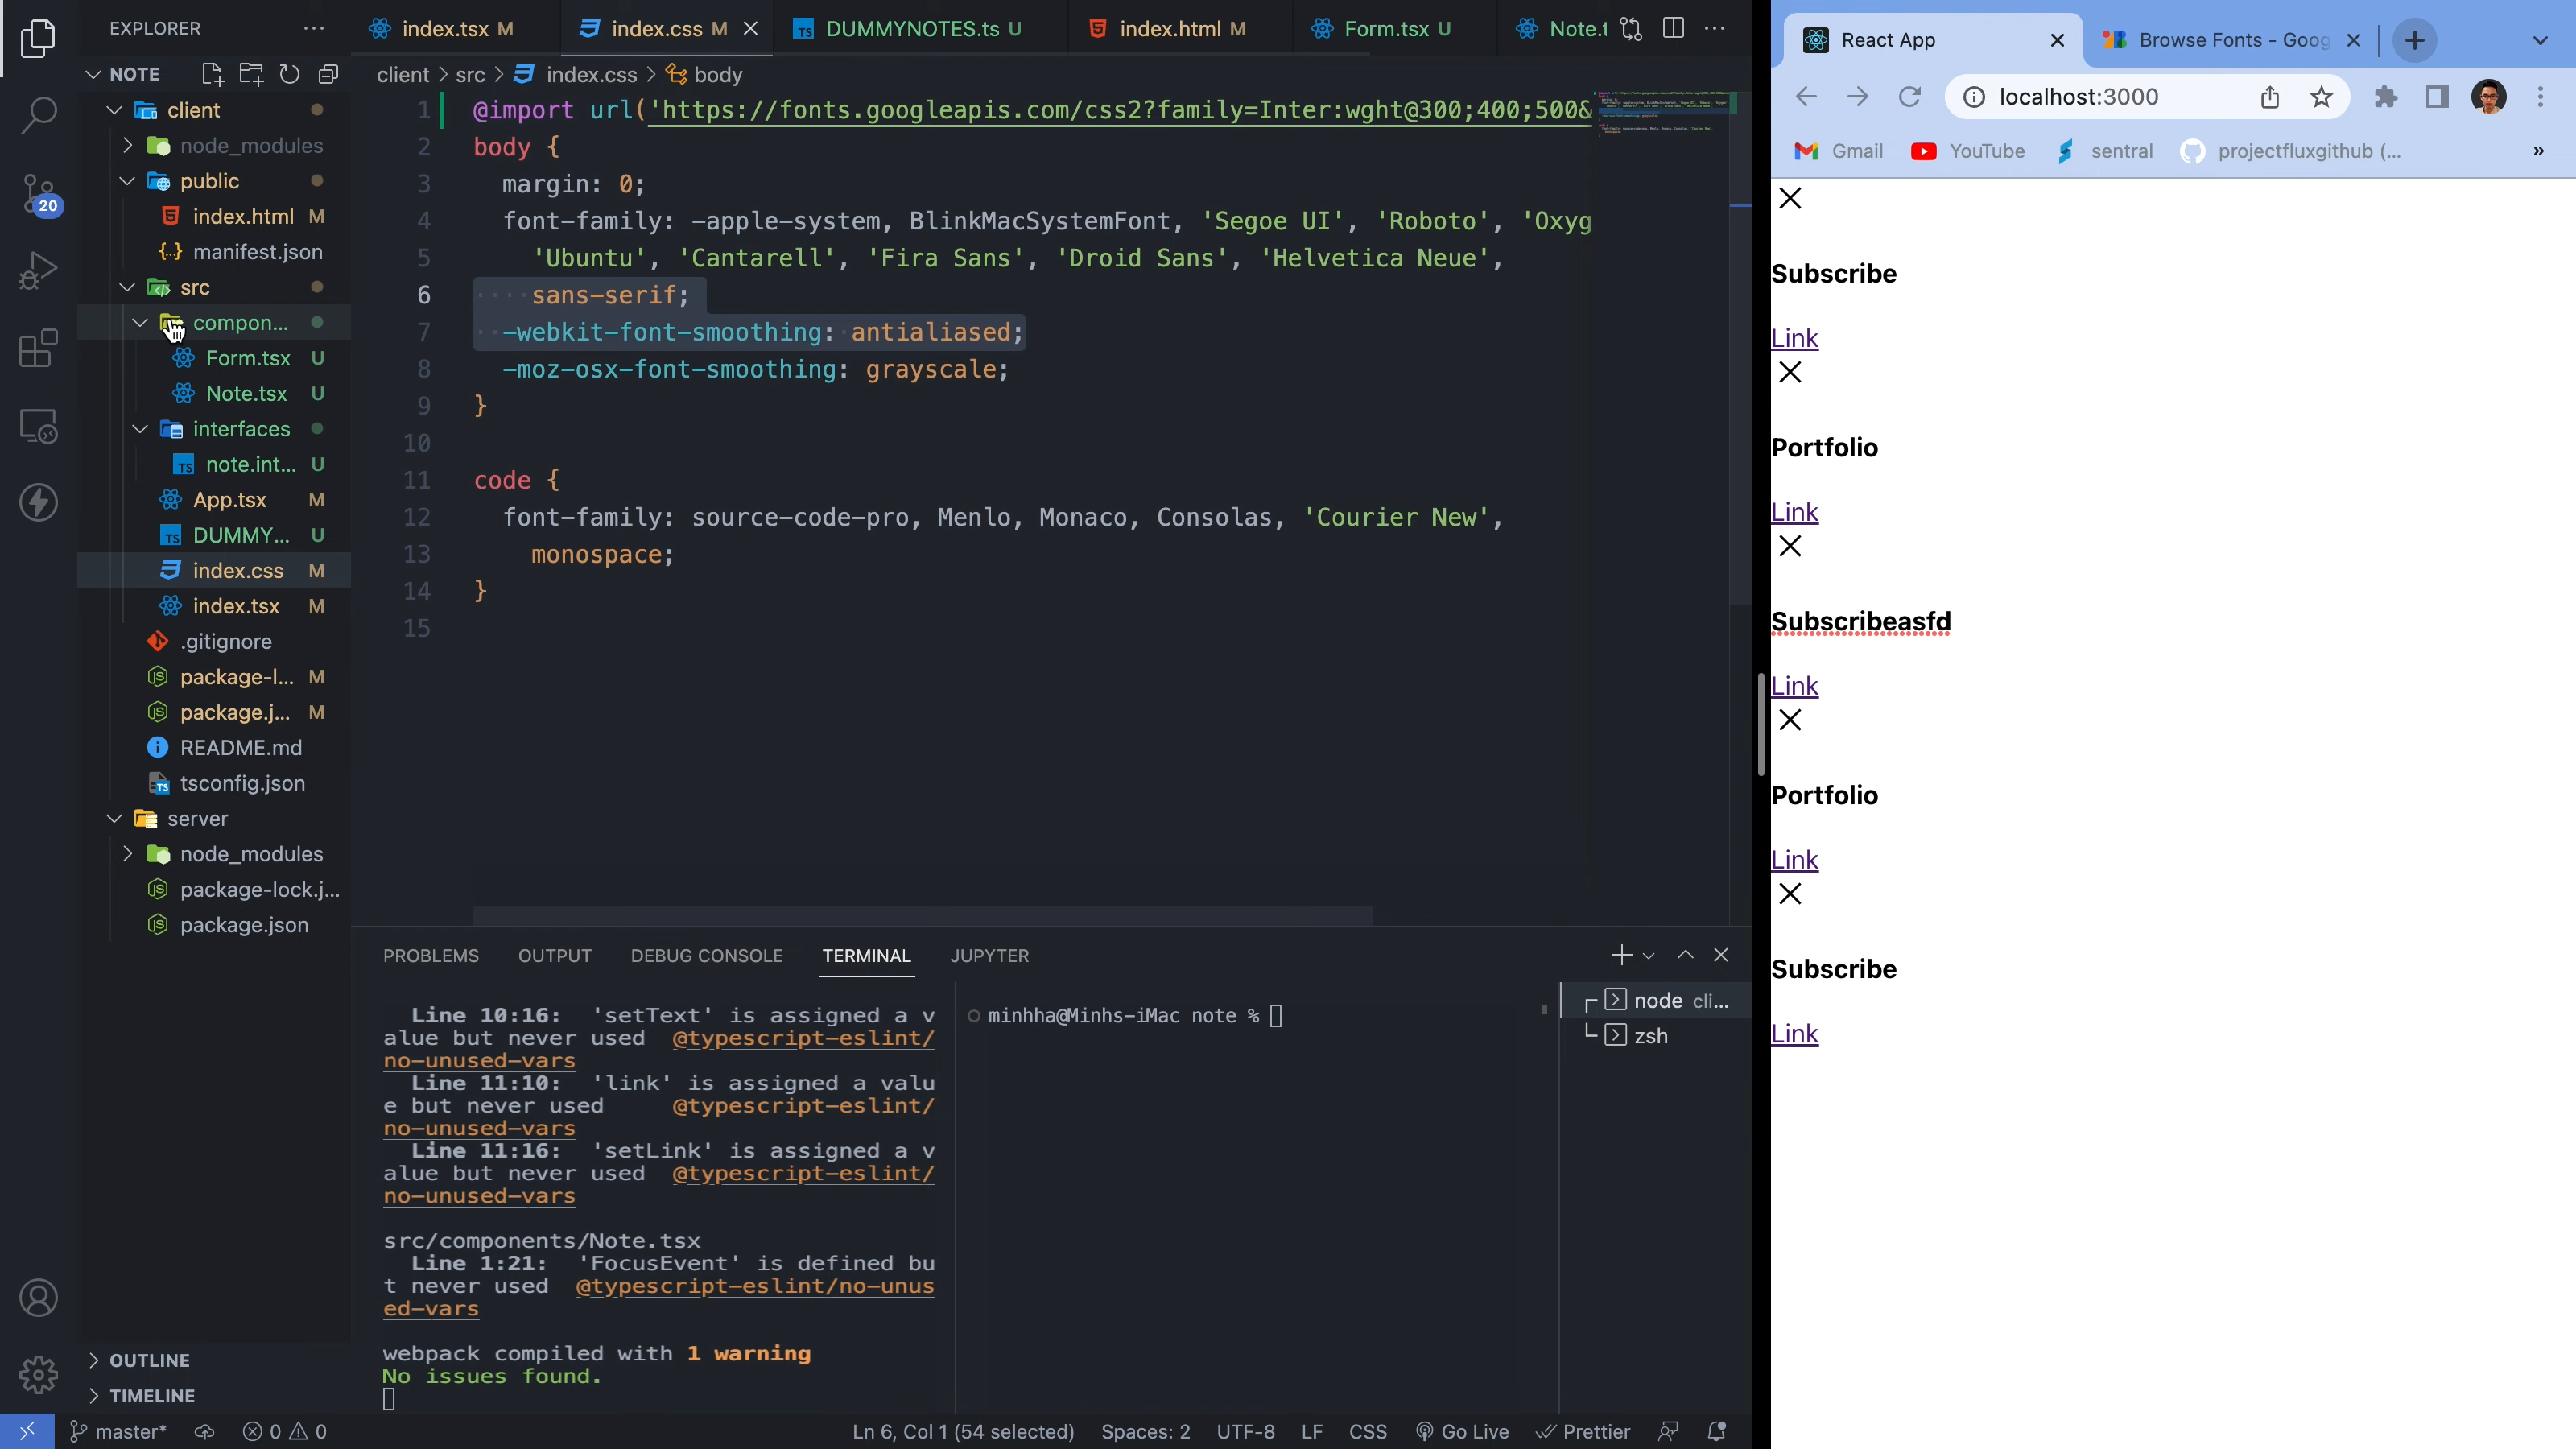 EXPLORER
index.tsx M
index.css M
DUMMYNOTES.ts U
index.html M
Form.tsx U
Note.t
NOTE
client > src > index.css > body
client
node_modules
public
index.html M
manifest.json
src
compon...
Form.tsx U
Note.tsx U
interfaces
note.int... U
App.tsx M
DUMMY... U
index.css M
index.tsx M
.gitignore
package-l... M
package.j... M
README.md
tsconfig.json
server
node_modules
package-lock.j...
package.json
OUTLINE
TIMELINE
20
1 @import url('https://fonts.googleapis.com/css2?family=Inter:wght@300;400;500&
2 body {
3 margin: 0;
4 font-family: -apple-system, BlinkMacSystemFont, 'Segoe UI', 'Roboto', 'Oxyg
5 'Ubuntu', 'Cantarell', 'Fira Sans', 'Droid Sans', 'Helvetica Neue',
6 ····sans-serif;
7 ··-webkit-font-smoothing:·antialiased;
8 -moz-osx-font-smoothing: grayscale;
9 }
10
11 code {
12 font-family: source-code-pro, Menlo, Monaco, Consolas, 'Courier New',
13 monospace;
14 }
15
PROBLEMS OUTPUT DEBUG CONSOLE TERMINAL JUPYTER
Line 10:16: 'setText' is assigned a v
alue but never used @typescript-eslint/
no-unused-vars
Line 11:10: 'link' is assigned a valu
e but never used @typescript-eslint/
no-unused-vars
Line 11:16: 'setLink' is assigned a v
alue but never used @typescript-eslint/
no-unused-vars
src/components/Note.tsx
Line 1:21: 'FocusEvent' is defined bu
t never used @typescript-eslint/no-unus
ed-vars
webpack compiled with 1 warning
No issues found.
minhha@Minhs-iMac note %
node cli...
zsh
master* 0 0
Ln 6, Col 1 (54 selected) Spaces: 2 UTF-8 LF CSS Go Live Prettier
React App
Browse Fonts - Goog
localhost:3000
Gmail YouTube sentral projectfluxgithub (... »
Subscribe
Link
Portfolio
Link
Subscribeasfd
Link
Portfolio
Link
Subscribe
Link